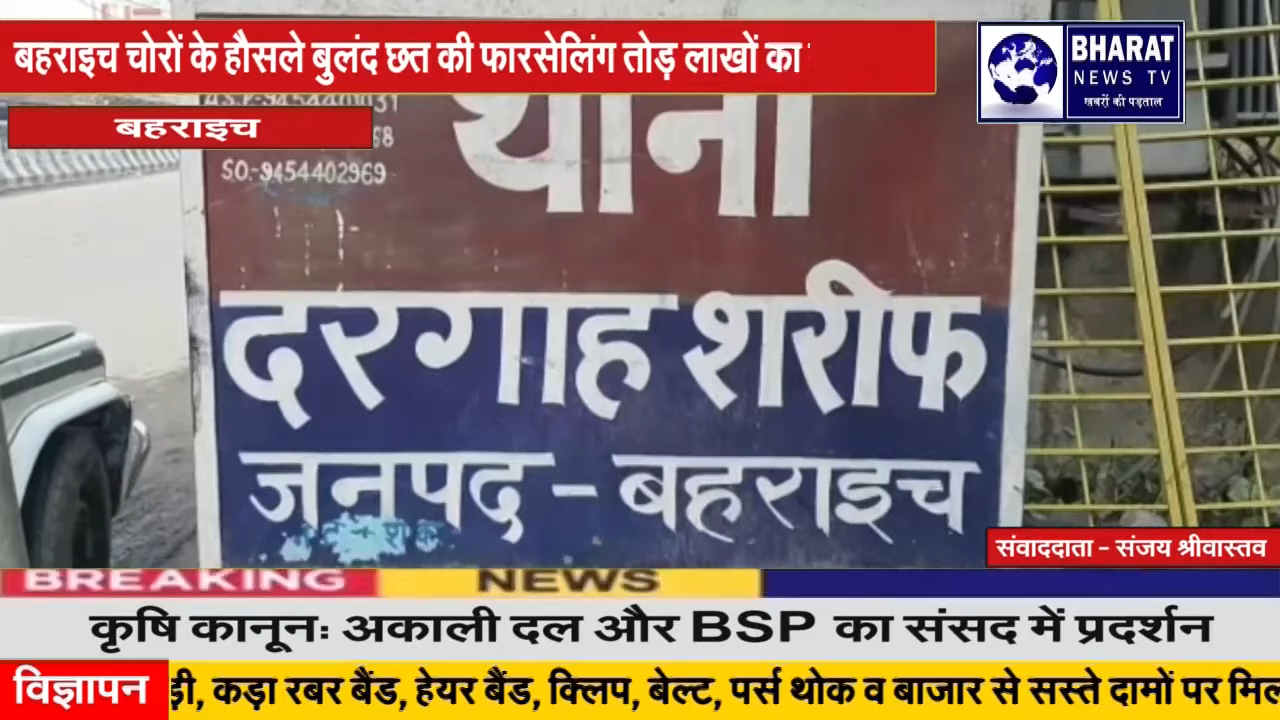 बहराइच चोरों के हौसले बुलंद छत की फारसेलिंग तोड़ लाखों का
BHARAT
NEWS TV
खबरों की पड़ताल
बहराइच
SO.-9454402969
थाना
दरगाह शरीफ
जनपद - बहराइच
संवाददाता - संजय श्रीवास्तव
BREAKING NEWS
कृषि कानून: अकाली दल और BSP का संसद में प्रदर्शन
विज्ञापन
कड़ा रबर बैंड, हेयर बैंड, क्लिप, बेल्ट, पर्स थोक व बाजार से सस्ते दामों पर